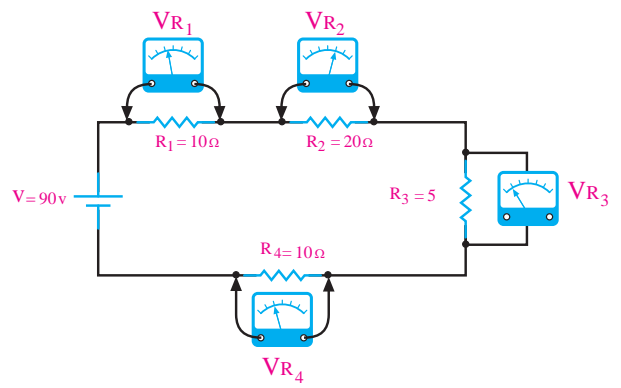 VR1
VR2
R1 = 10Ω
R2 = 20Ω
V = 90v
R3 = 5
VR3
R4 = 10Ω
VR4